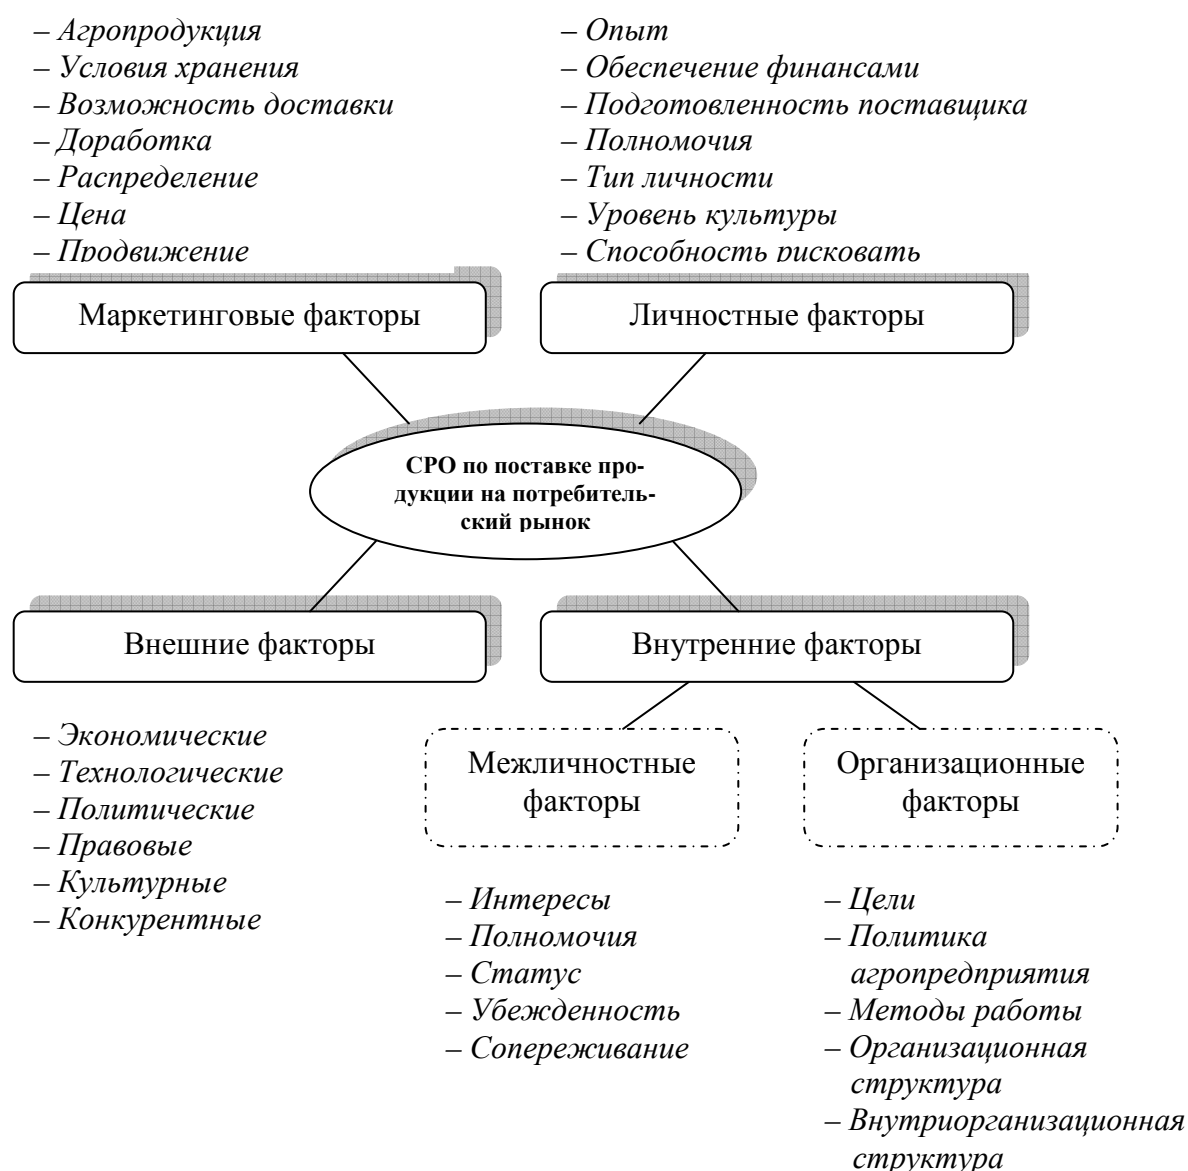 – Агропродукция
– Условия хранения
– Возможность доставки
– Доработка
– Распределение
– Цена
– Продвижение
– Опыт
– Обеспечение финансами
– Подготовленность поставщика
– Полномочия
– Тип личности
– Уровень культуры
– Способность рисковать
Маркетинговые факторы
Личностные факторы
СРО по поставке про-
дукции на потребитель-
ский рынок
Внешние факторы
Внутренние факторы
– Экономические
– Технологические
– Политические
– Правовые
– Культурные
– Конкурентные
Межличностные
факторы
Организационные
факторы
– Интересы
– Полномочия
– Статус
– Убежденность
– Сопереживание
– Цели
– Политика
агропредприятия
– Методы работы
– Организационная
структура
– Внутриорганизационная
структура